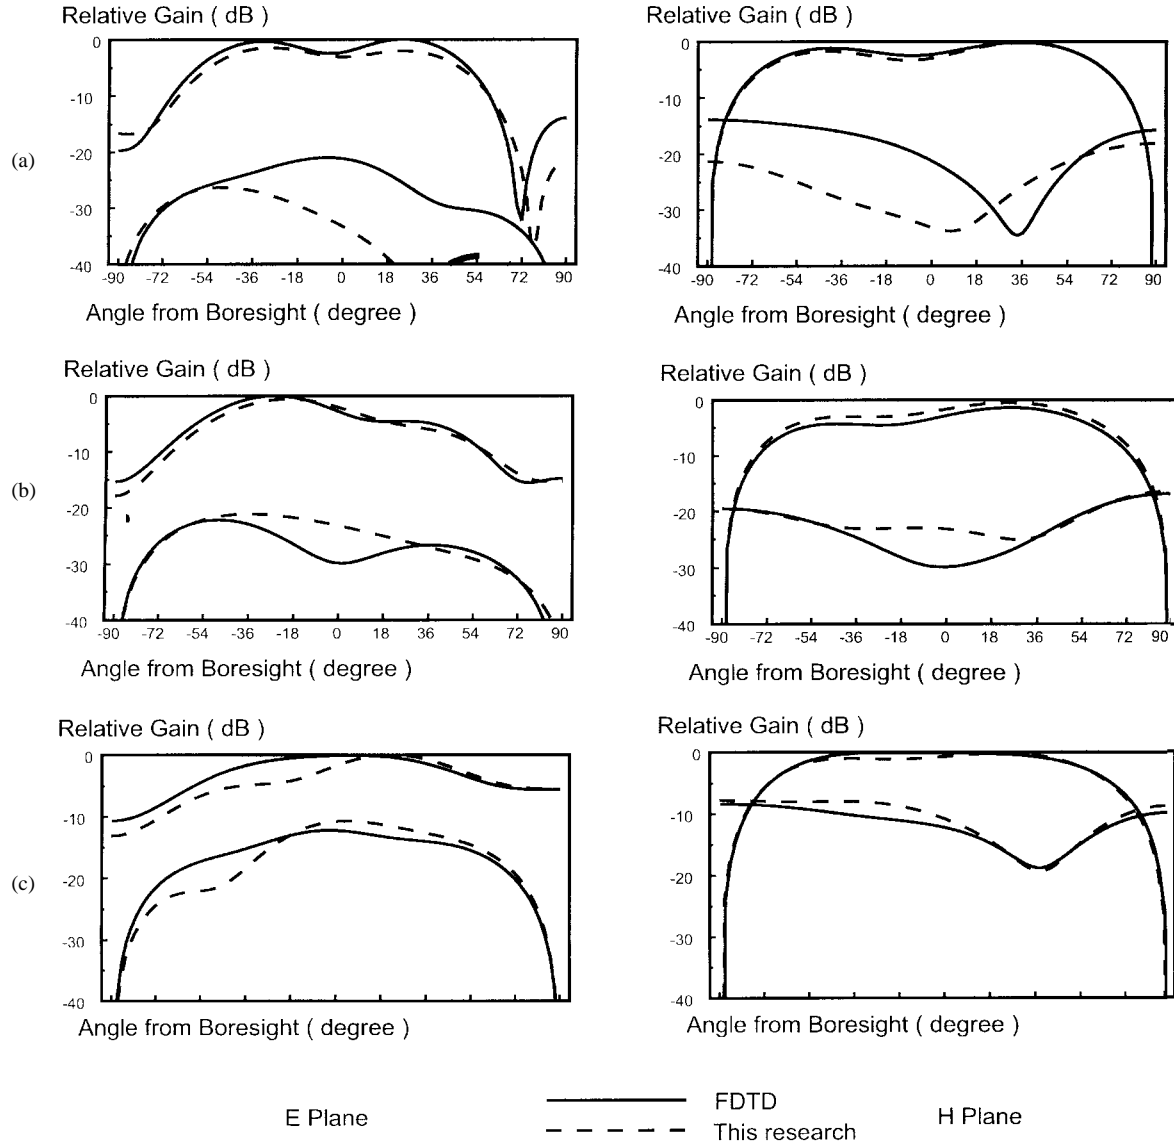 Relative Gain ( dB )
0
-10
-20
-30
-40
-90 -72 -54 -36 -18 0 18 36 54 72 90
Angle from Boresight ( degree )
Relative Gain ( dB )
0
-10
-20
-30
-40
-90 -72 -54 -36 -18 0 18 36 54 72 90
Angle from Boresight ( degree )
(a)
Relative Gain ( dB )
0
-10
-20
-30
-40
-90 -72 -54 -36 -18 0 18 36 54 72 90
Angle from Boresight ( degree )
Relative Gain ( dB )
0
-10
-20
-30
-40
-90 -72 -54 -36 -18 0 18 36 54 72 90
Angle from Boresight ( degree )
(b)
Relative Gain ( dB )
0
-10
-20
-30
-40
Angle from Boresight ( degree )
Relative Gain ( dB )
0
-10
-20
-30
-40
Angle from Boresight ( degree )
(c)
E Plane
FDTD
This research
H Plane